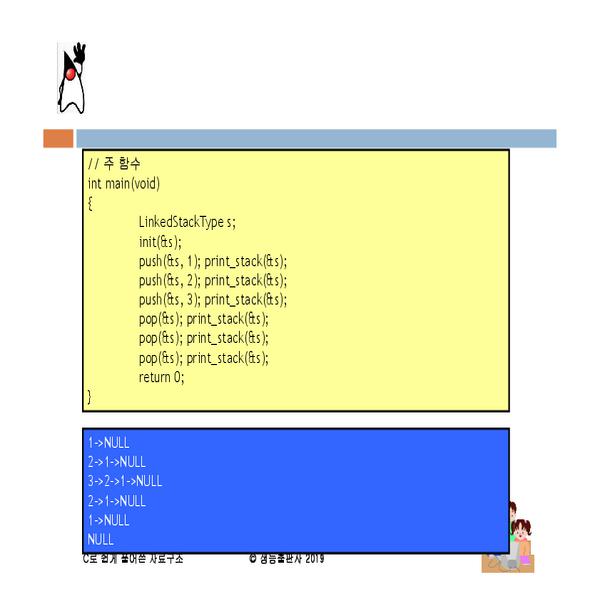 // 주 함수
int main(void)
{
LinkedStackType s;
init(&s);
push(&s, 1); print_stack(&s);
push(&s, 2); print_stack(&s);
push(&s, 3); print_stack(&s);
pop(&s); print_stack(&s);
pop(&s); print_stack(&s);
pop(&s); print_stack(&s);
return 0;
}
1->NULL
2->1->NULL
3->2->1->NULL
2->1->NULL
1->NULL
NULL
C로 쉽게 풀어쓴 자료구조 © 생능출판사 2019